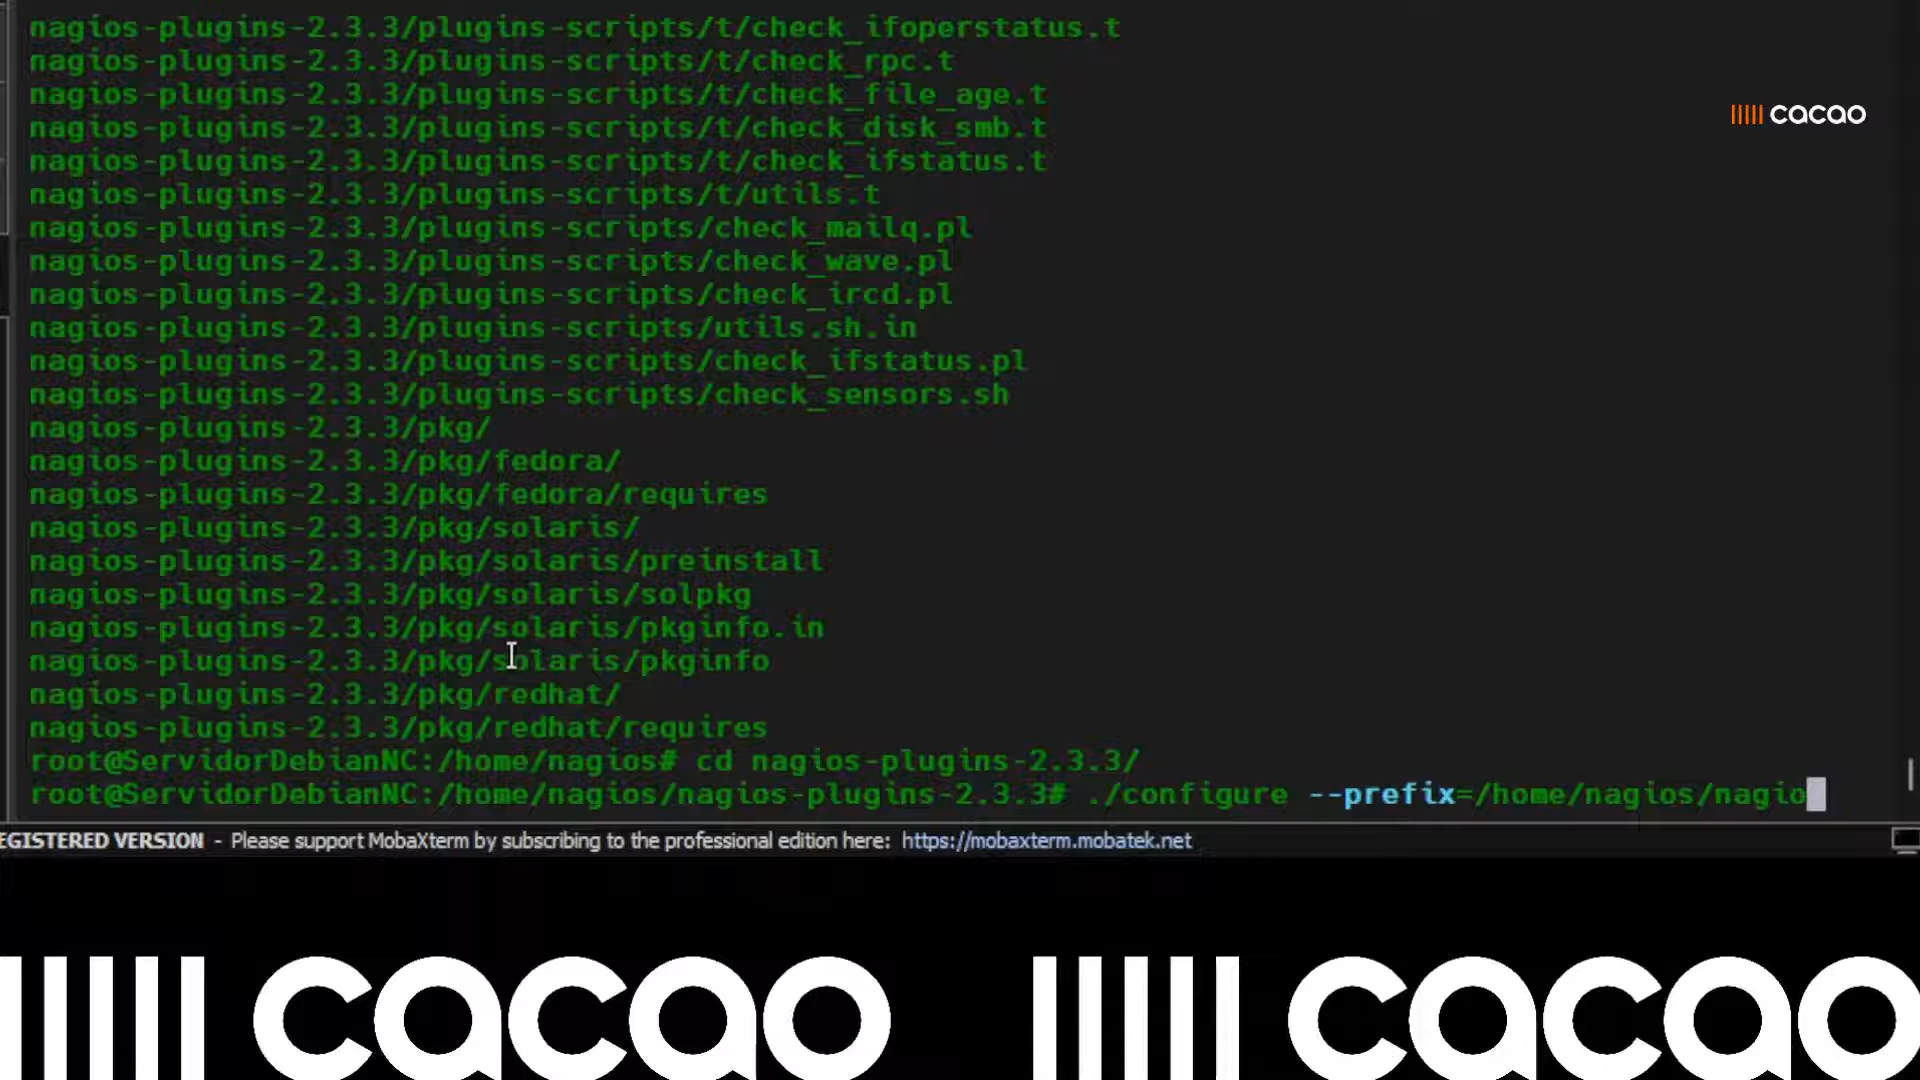 nagios-plugins-2.3.3/plugins-scripts/t/check_ifoperstatus.t
nagios-plugins-2.3.3/plugins-scripts/t/check_rpc.t
nagios-plugins-2.3.3/plugins-scripts/t/check_file_age.t
nagios-plugins-2.3.3/plugins-scripts/t/check_disk_smb.t
cacao
nagios-plugins-2.3.3/plugins-scripts/t/check_ifstatus.t
nagios-plugins-2.3.3/plugins-scripts/t/utils.t
nagios-plugins-2.3.3/plugins-scripts/check_mailq.pl
nagios-plugins-2.3.3/plugins-scripts/check_wave.pl
nagios-plugins-2.3.3/plugins-scripts/check_ircd.pl
nagios-plugins-2.3.3/plugins-scripts/utils.sh.in
nagios-plugins-2.3.3/plugins-scripts/check_ifstatus.pl
nagios-plugins-2.3.3/plugins-scripts/check_sensors.sh
nagios-plugins-2.3.3/pkg/
nagios-plugins-2.3.3/pkg/fedora/
nagios-plugins-2.3.3/pkg/fedora/requires
nagios-plugins-2.3.3/pkg/solaris/
nagios-plugins-2.3.3/pkg/solaris/preinstall
nagios-plugins-2.3.3/pkg/solaris/solpkg
nagios-plugins-2.3.3/pkg/solaris/pkginfo.in
nagios-plugins-2.3.3/pkg/solaris/pkginfo
nagios-plugins-2.3.3/pkg/redhat/
nagios-plugins-2.3.3/pkg/redhat/requires
root@ServidorDebianNC:/home/nagios# cd nagios-plugins-2.3.3/
root@ServidorDebianNC:/home/nagios/nagios-plugins-2.3.3# ./configure --prefix=/home/nagios/nagio
EGISTERED VERSION - Please support MobaXterm by subscribing to the professional edition here: https://mobaxterm.mobatek.net
cacao cacao